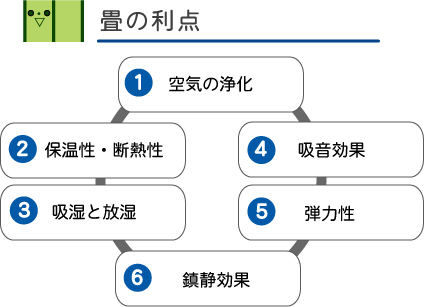 畳の利点
1 空気の浄化
2 保温性・断熱性
3 吸湿と放湿
4 吸音効果
5 弾力性
6 鎮静効果